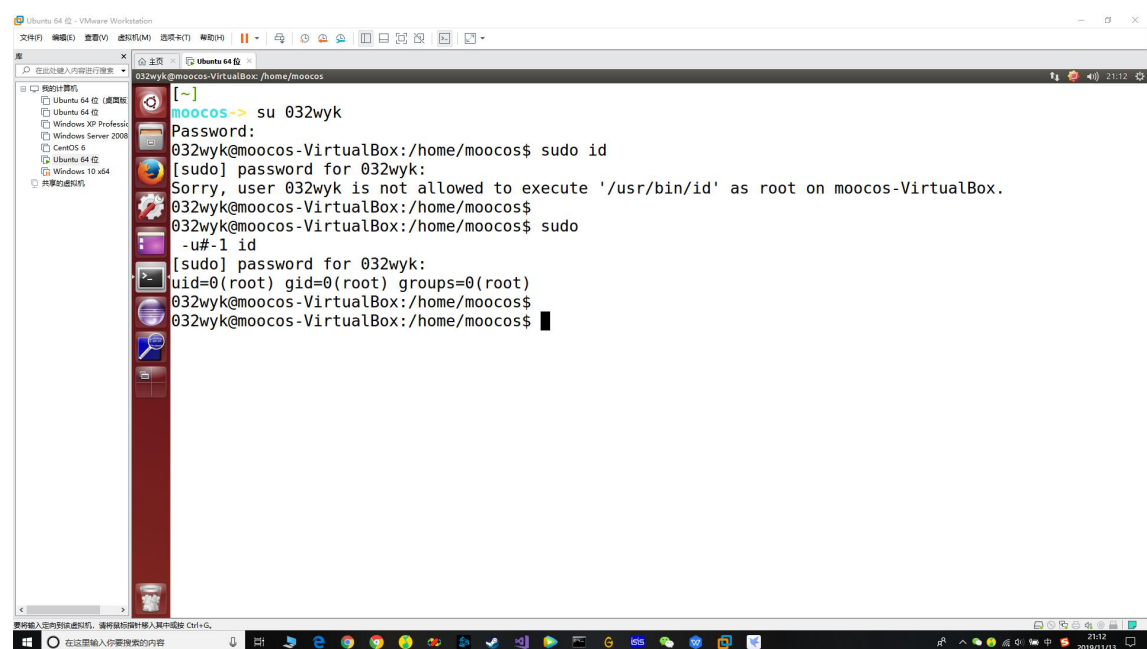 Ubuntu 64 位 - VMware Workstation
文件(F) 编辑(E) 查看(V) 虚拟机(M) 选项卡(T) 帮助(H)
库
在此处键入内容进行搜索
我的计算机
Ubuntu 64 位 (桌面版
Ubuntu 64 位
Windows XP Professic
Windows Server 2008
CentOS 6
Ubuntu 64 位
Windows 10 x64
共享的虚拟机
主页
Ubuntu 64 位
032wyk@moocos-VirtualBox: /home/moocos
21:12
[~]
moocos-> su 032wyk
Password:
032wyk@moocos-VirtualBox:/home/moocos$ sudo id
[sudo] password for 032wyk:
Sorry, user 032wyk is not allowed to execute '/usr/bin/id' as root on moocos-VirtualBox.
032wyk@moocos-VirtualBox:/home/moocos$
032wyk@moocos-VirtualBox:/home/moocos$ sudo
-u#-1 id
[sudo] password for 032wyk:
uid=0(root) gid=0(root) groups=0(root)
032wyk@moocos-VirtualBox:/home/moocos$
032wyk@moocos-VirtualBox:/home/moocos$
要将输入定向到该虚拟机，请将鼠标指针移入其中或按 Ctrl+G。
在这里输入你要搜索的内容
中
21:12
2019/11/13